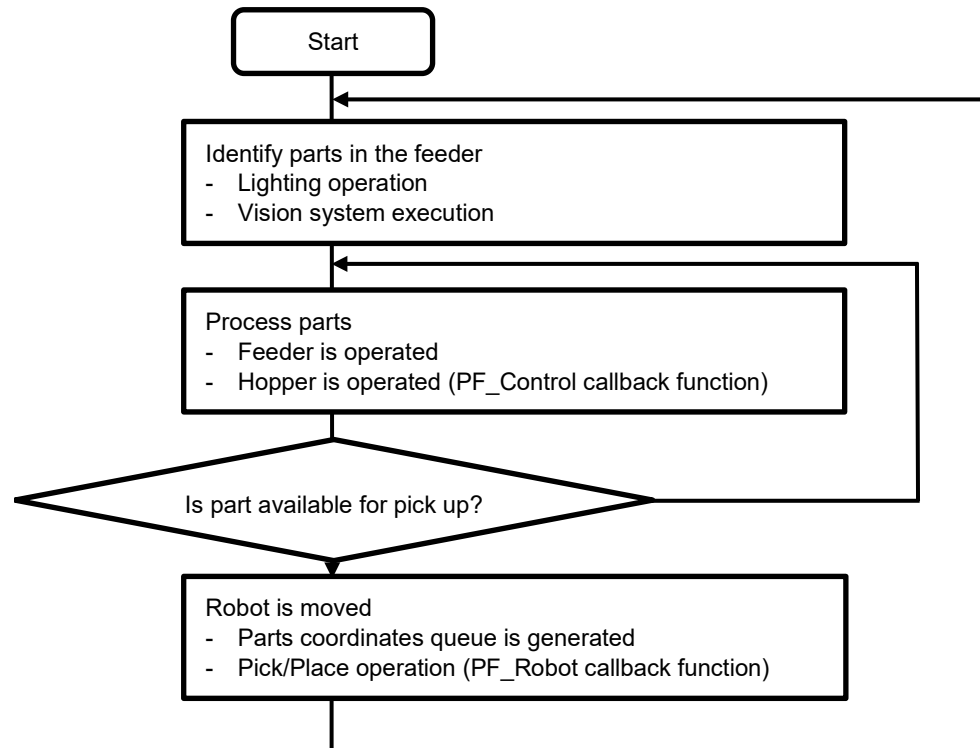 Start
Identify parts in the feeder
- Lighting operation
- Vision system execution
Process parts
- Feeder is operated
- Hopper is operated (PF_Control callback function)
Is part available for pick up?
Robot is moved
- Parts coordinates queue is generated
- Pick/Place operation (PF_Robot callback function)